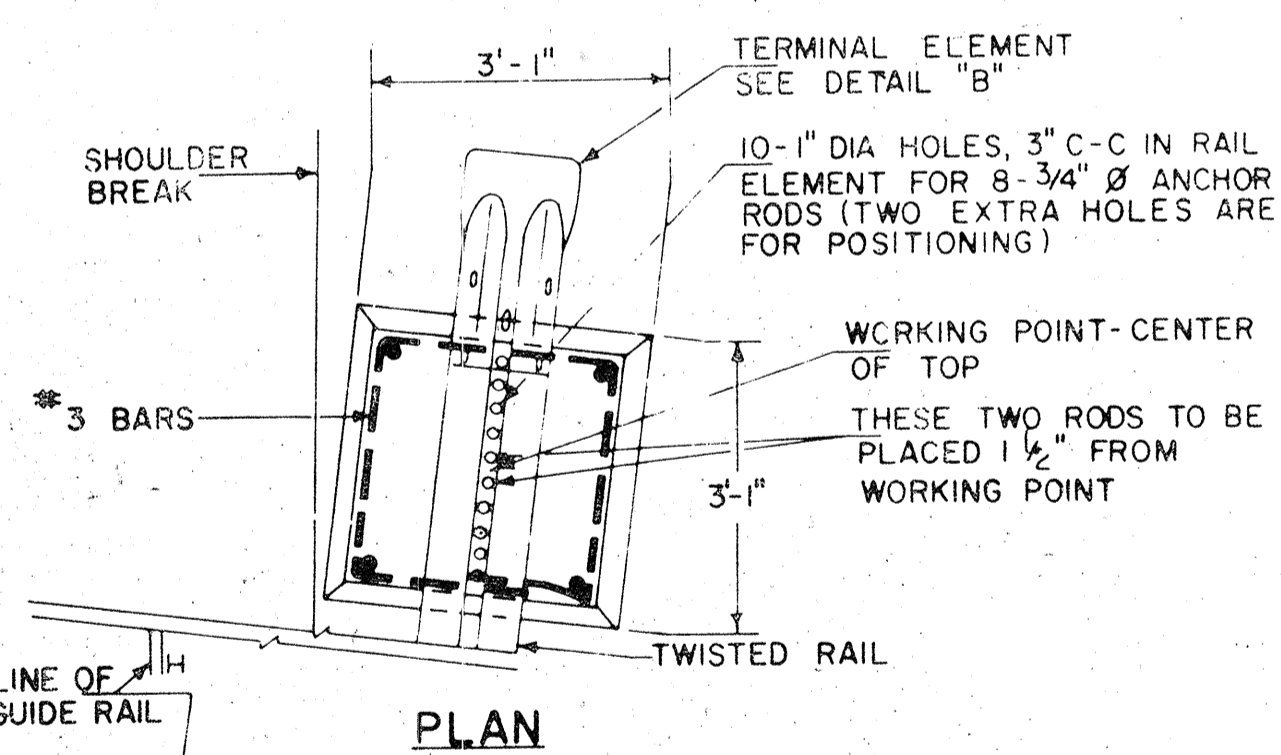 3'-1"
TERMINAL ELEMENT
SEE DETAIL "B"
SHOULDER
BREAK
10-1" DIA HOLES, 3" C-C IN RAIL
ELEMENT FOR 8-3/4" Ø ANCHOR
RODS (TWO EXTRA HOLES ARE
FOR POSITIONING)
WORKING POINT-CENTER
OF TOP
#3 BARS
THESE TWO RODS TO BE
PLACED 1 1/2" FROM
WORKING POINT
3'-1"
TWISTED RAIL
H
LINE OF
GUIDE RAIL
PLAN